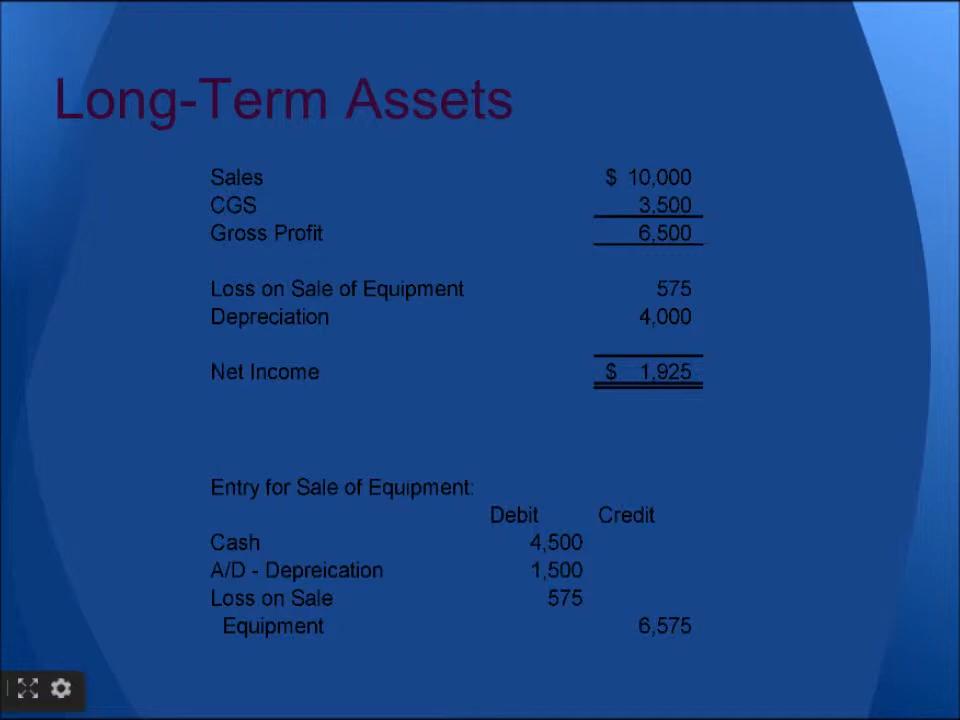 Long-Term Assets
Sales $ 10,000
CGS 3,500
Gross Profit 6,500
Loss on Sale of Equipment 575
Depreciation 4,000
Net Income $ 1,925
Entry for Sale of Equipment:
Debit Credit
Cash 4,500
A/D - Depreication 1,500
Loss on Sale 575
Equipment 6,575